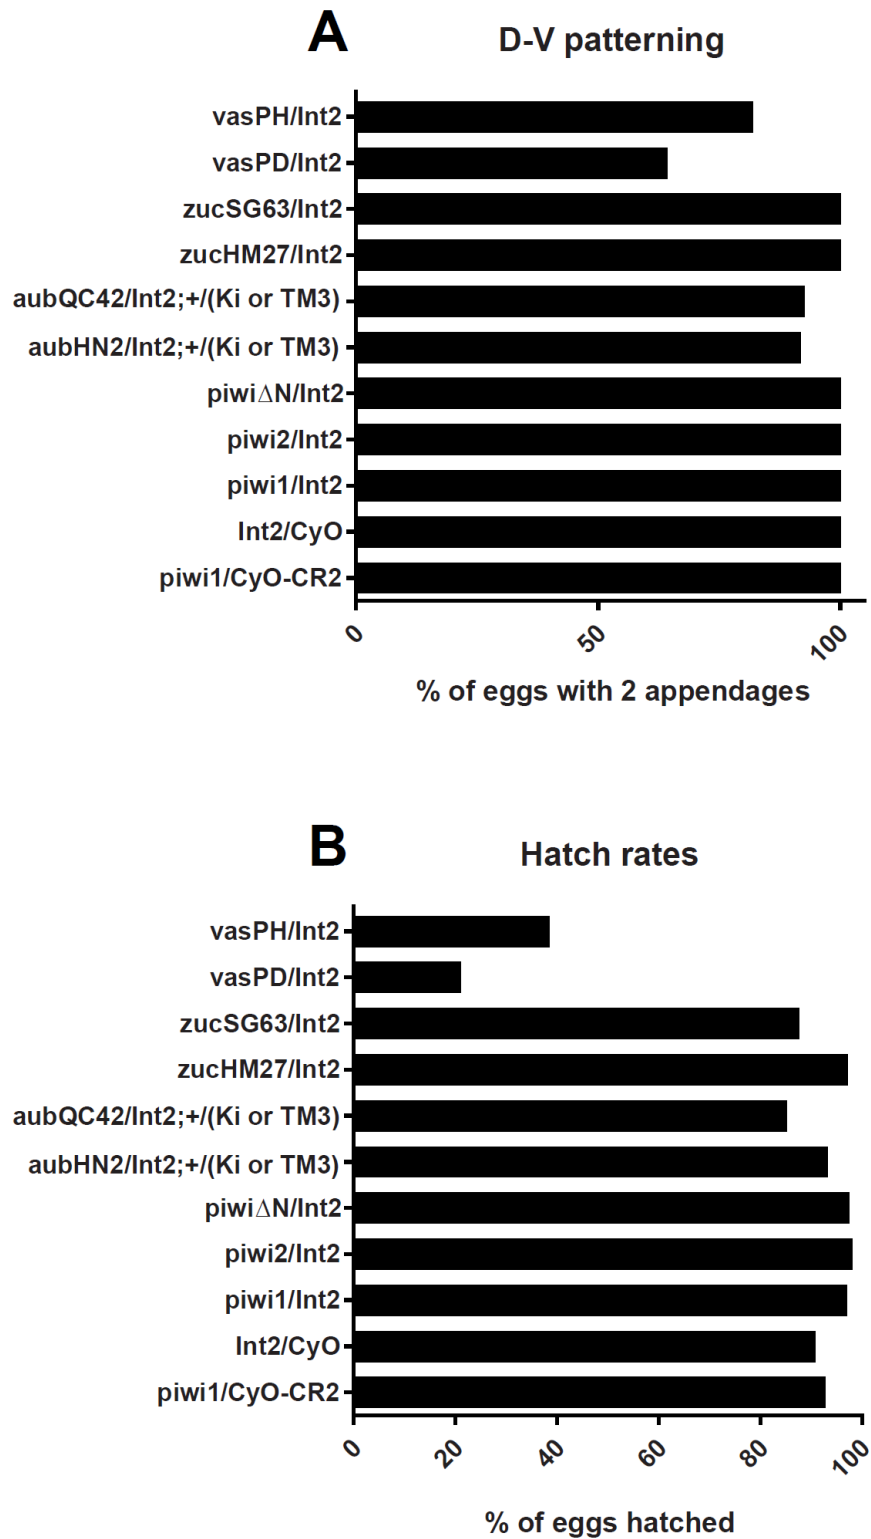 A
D-V patterning
vasPH/Int2
vasPD/Int2
zucSG63/Int2
zucHM27/Int2
aubQC42/Int2;+/(Ki or TM3)
aubHN2/Int2;+/(Ki or TM3)
piwi∆N/Int2
piwi2/Int2
piwi1/Int2
Int2/CyO
piwi1/CyO-CR2
0 50 100
% of eggs with 2 appendages
B
Hatch rates
vasPH/Int2
vasPD/Int2
zucSG63/Int2
zucHM27/Int2
aubQC42/Int2;+/(Ki or TM3)
aubHN2/Int2;+/(Ki or TM3)
piwi∆N/Int2
piwi2/Int2
piwi1/Int2
Int2/CyO
piwi1/CyO-CR2
0 20 40 60 80 100
% of eggs hatched